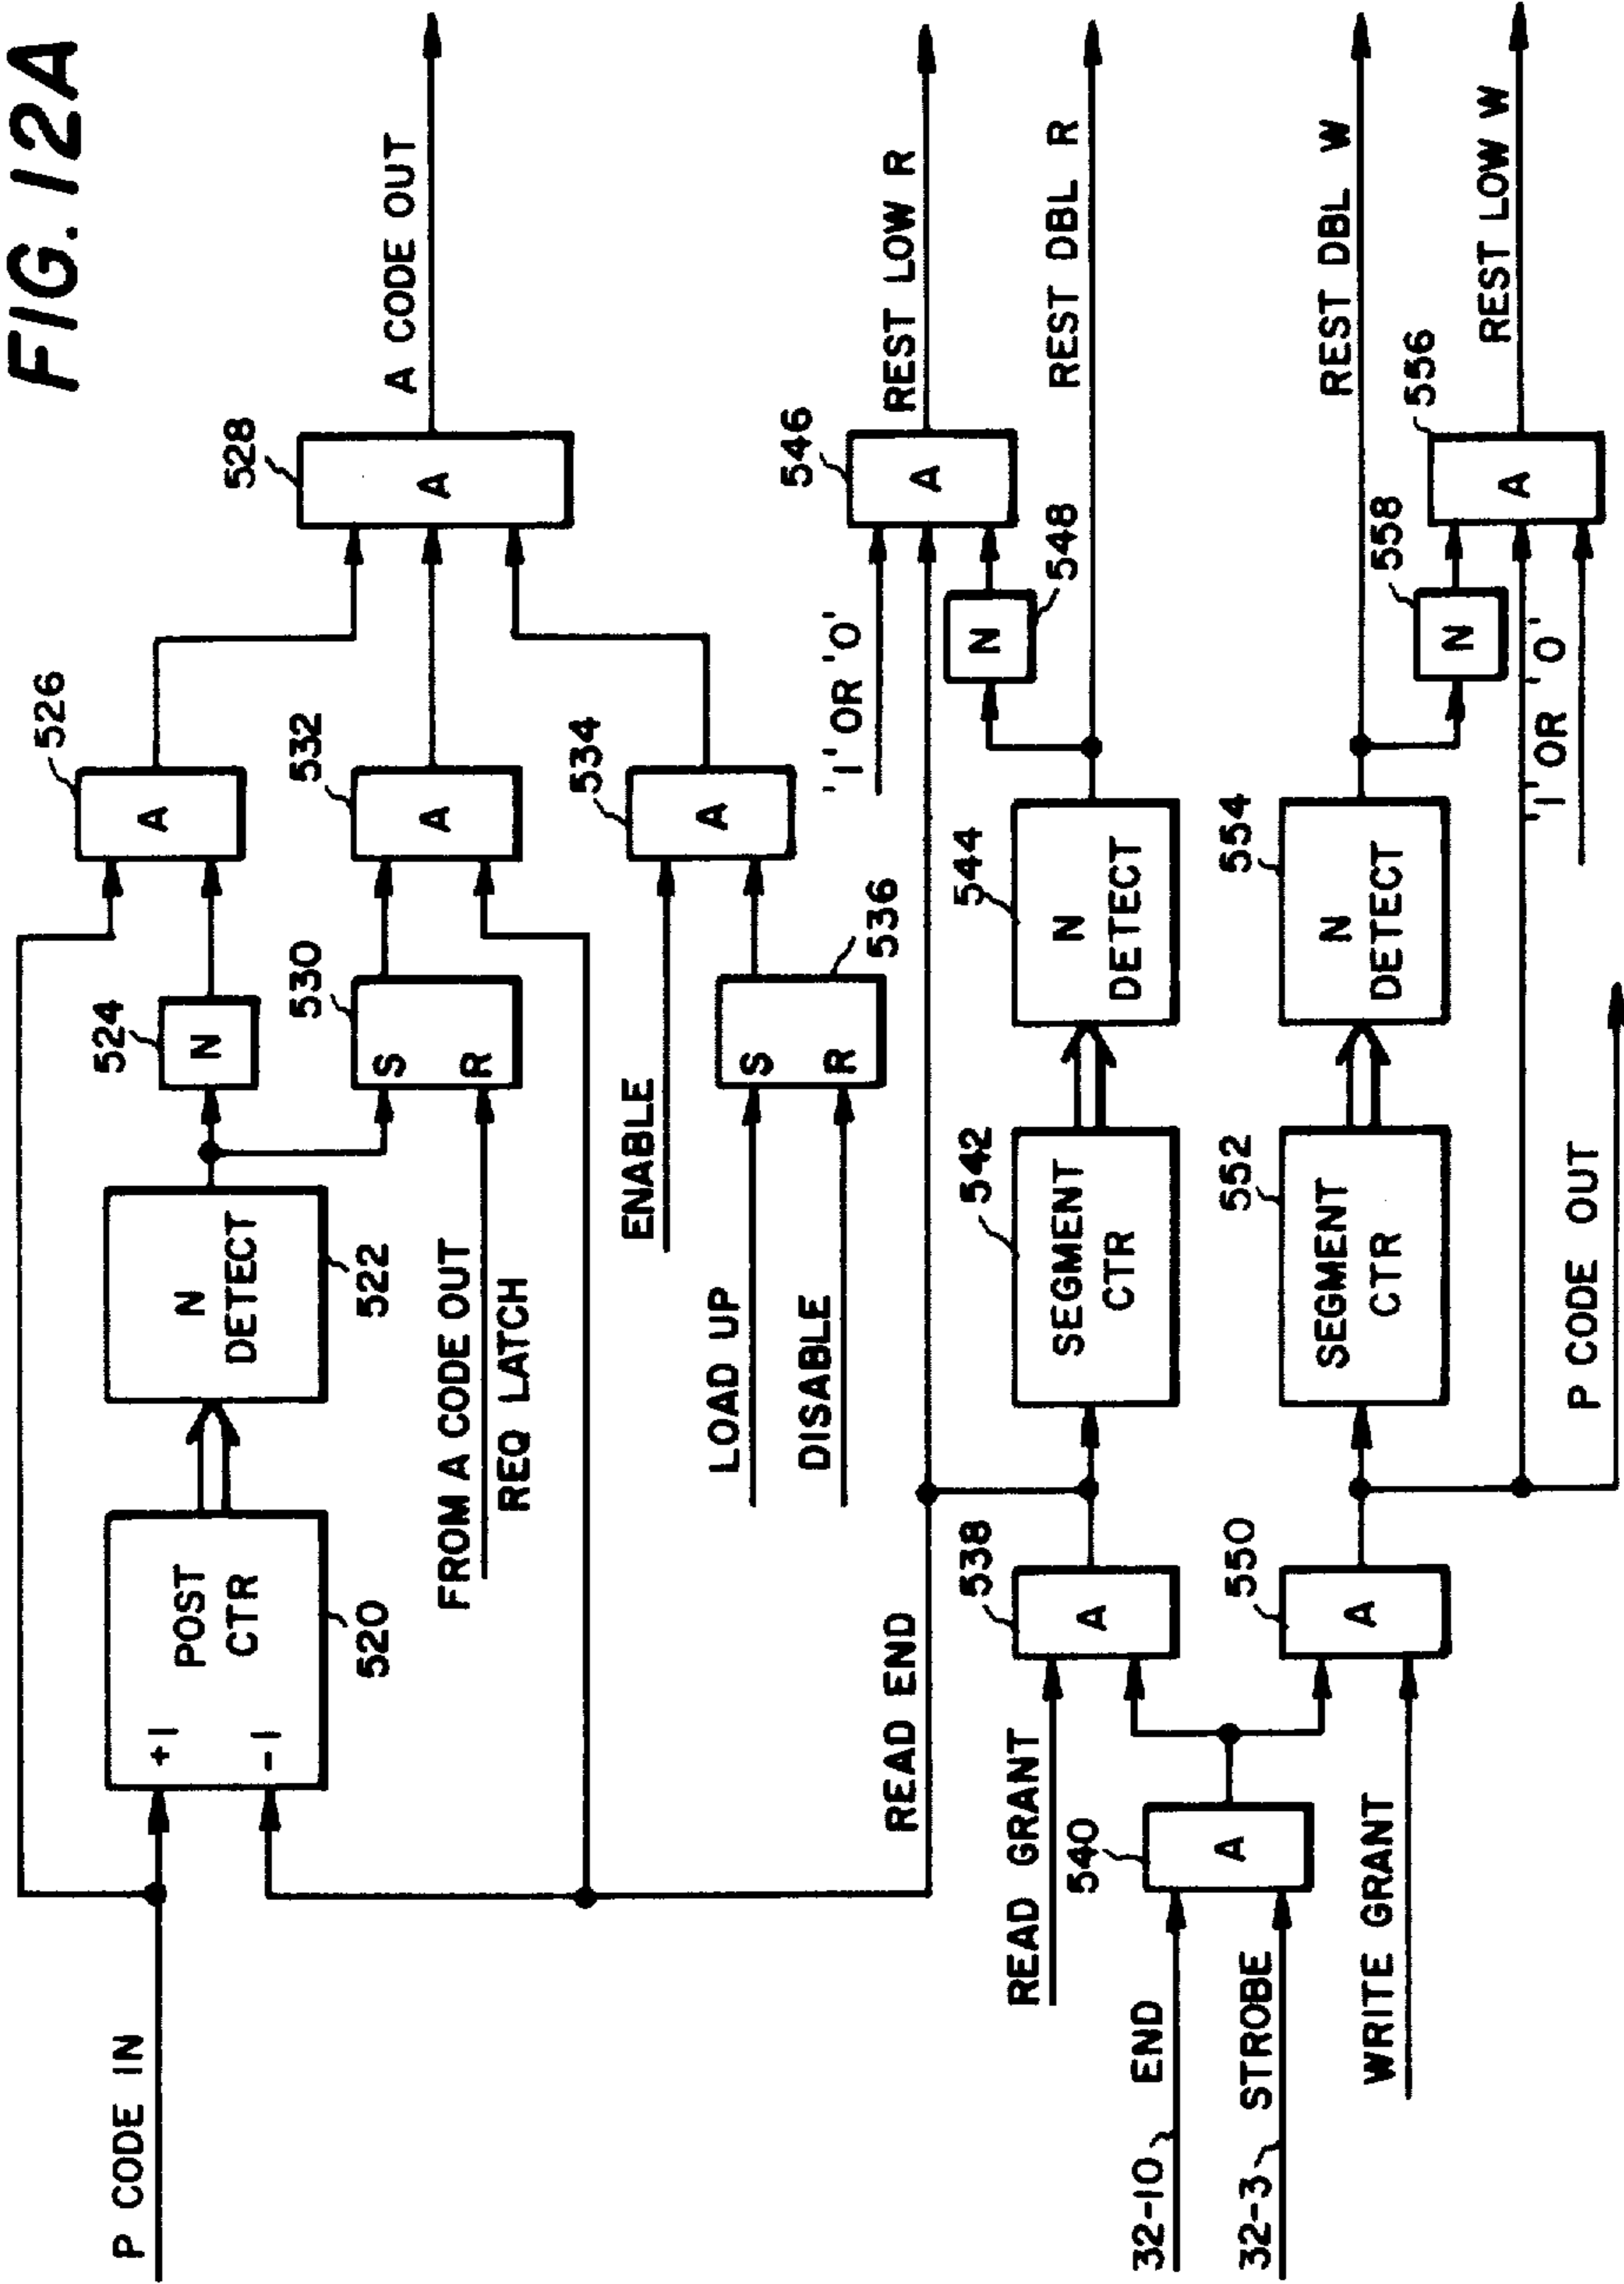 FIG. 12A
P CODE IN
+1
-1
POST
CTR
520
N
DETECT
522
N
524
A
526
S
R
530
FROM A CODE OUT
REQ LATCH
A
532
A
528
A CODE OUT
ENABLE
LOAD UP
DISABLE
S
R
536
A
534
READ END
READ GRANT
32-10 END
32-3 STROBE
WRITE GRANT
A
540
A
538
A
550
SEGMENT
CTR
542
N
DETECT
544
N
548
'1' OR '0'
A
546
REST LOW R
REST DBL R
SEGMENT
CTR
552
N
DETECT
554
REST DBL W
N
558
'1' OR '0'
A
556
REST LOW W
P CODE OUT